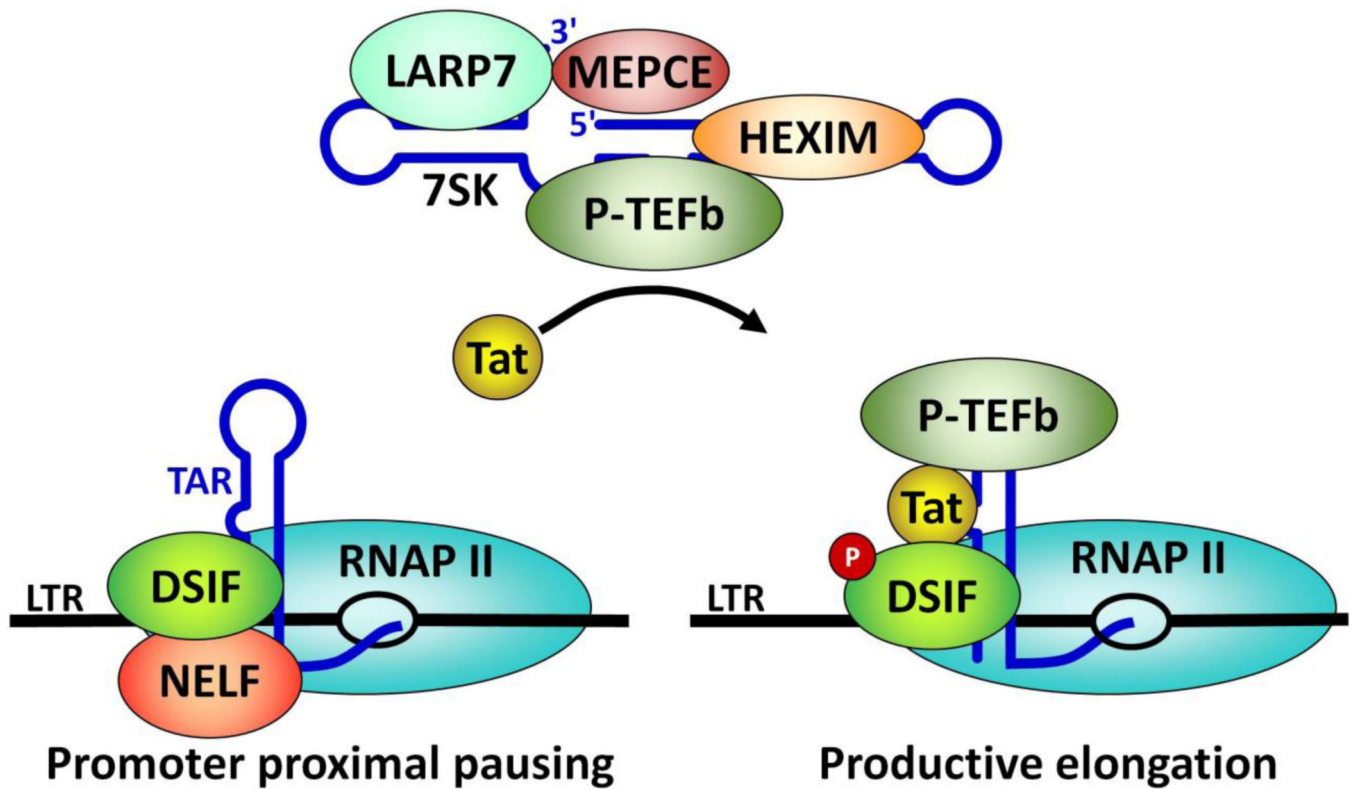 3'
LARP7
MEPCE
5'
HEXIM
7SK
P-TEFb
Tat
P-TEFb
TAR
Tat
RNAP II
RNAP II
P
DSIF
DSIF
LTR
LTR
NELF
Promoter proximal pausing
Productive elongation